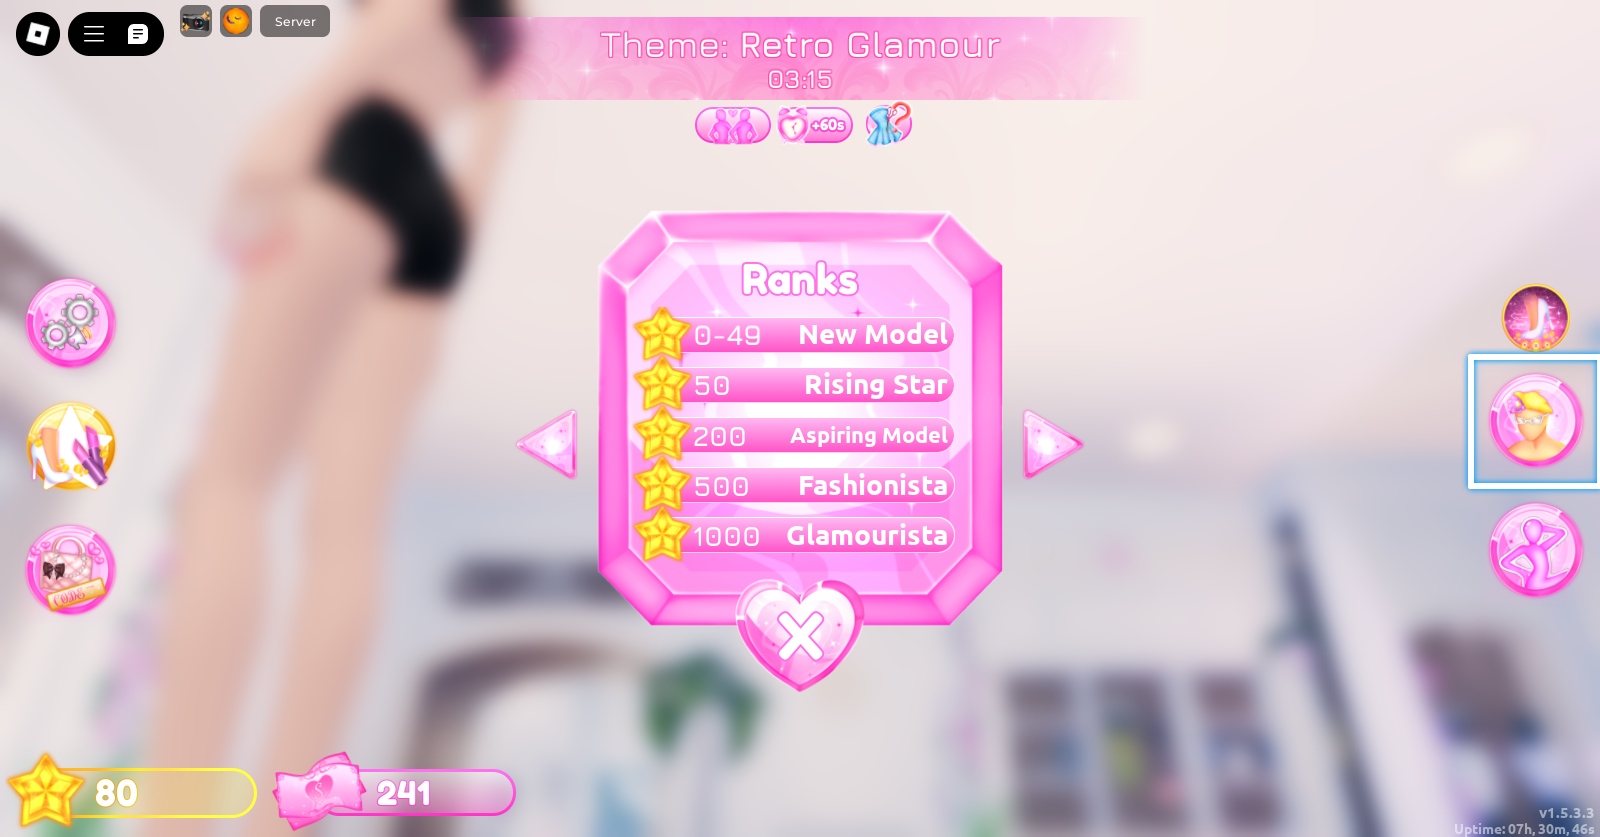 Server
Theme: Retro Glamour
03:15
+60s
Ranks
0-49 New Model
50 Rising Star
200 Aspiring Model
500 Fashionista
1000 Glamourista
CODE
80
241
v1.5.3.3
Uptime: 07h, 30m, 46s